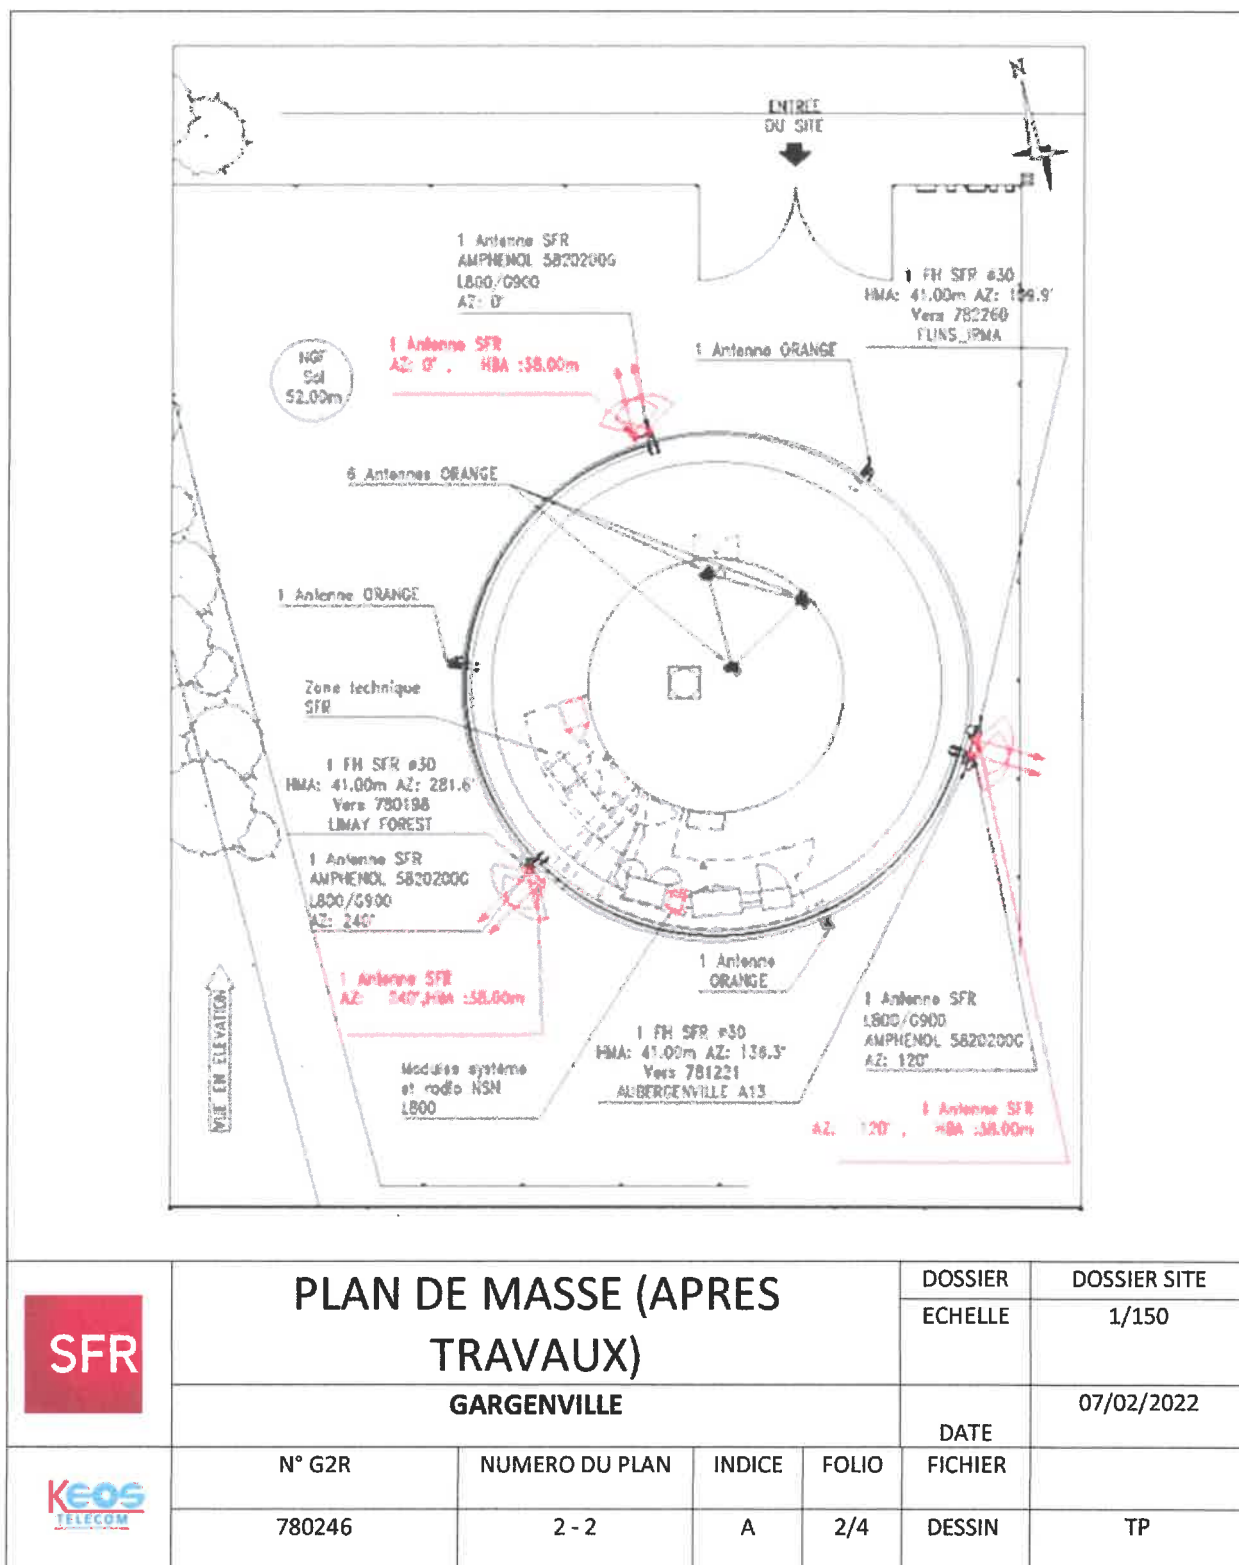 N
ENTREE
DU SITE
1 Antenne SFR
AMPHENOL 5820200G
L800/G900
AZ: 0°
1 FH SFR ø30
HMA: 41.00m AZ:
Vers 782260
FLINS_IRMA
1 Antenne SFR
AZ: 0°, HBA :38.00m
1 Antenne ORANGE
NGF
Sol
52.00m
6 Antennes ORANGE
1 Antenne ORANGE
Zone technique
SFR
1 FH SFR ø30
HMA: 41.00m AZ: 281.6°
Vers 780198
LIMAY FOREST
1 Antenne SFR
AMPHENOL 5820200G
L800/G900
AZ: 240°
1 Antenne SFR
AZ: 240°,HBA :38.00m
1 Antenne
ORANGE
1 Antenne SFR
L800/G900
AMPHENOL 5820200G
AZ: 120°
1 FH SFR ø30
HMA: 41.00m AZ: 136.3°
Vers 781221
AUBERGENVILLE A13
Modules système
et radio NSN
L800
1 Antenne SFR
AZ: 120°, HBA :38.00m
VUE EN ELEVATION
SFR
PLAN DE MASSE (APRES
TRAVAUX)
GARGENVILLE
DOSSIER
DOSSIER SITE
ECHELLE
1/150
DATE
07/02/2022
KEOS
TELECOM
N° G2R
NUMERO DU PLAN
INDICE
FOLIO
FICHIER
780246
2 - 2
A
2/4
DESSIN
TP